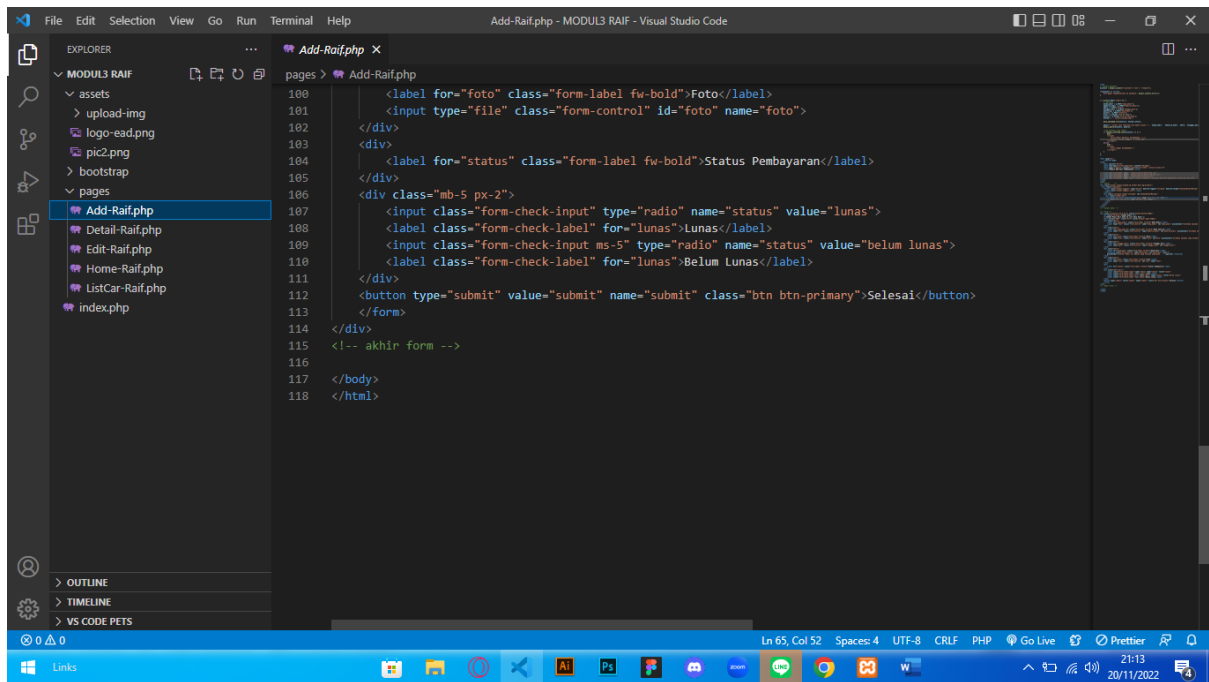 File Edit Selection View Go Run Terminal Help Add-Raif.php - MODUL3 RAIF - Visual Studio Code
EXPLORER
MODUL3 RAIF
assets
upload-img
logo-ead.png
pic2.png
bootstrap
pages
Add-Raif.php
Detail-Raif.php
Edit-Raif.php
Home-Raif.php
ListCar-Raif.php
index.php
OUTLINE
TIMELINE
VS CODE PETS
Add-Raif.php
pages > Add-Raif.php
100 <label for="foto" class="form-label fw-bold">Foto</label>
101 <input type="file" class="form-control" id="foto" name="foto">
102 </div>
103 <div>
104 <label for="status" class="form-label fw-bold">Status Pembayaran</label>
105 </div>
106 <div class="mb-5 px-2">
107 <input class="form-check-input" type="radio" name="status" value="lunas">
108 <label class="form-check-label" for="lunas">Lunas</label>
109 <input class="form-check-input ms-5" type="radio" name="status" value="belum lunas">
110 <label class="form-check-label" for="lunas">Belum Lunas</label>
111 </div>
112 <button type="submit" value="submit" name="submit" class="btn btn-primary">Selesai</button>
113 </form>
114 </div>
115 <!-- akhir form -->
116
117 </body>
118 </html>
0 0 Ln 65, Col 52 Spaces: 4 UTF-8 CRLF PHP Go Live Prettier
Links Ai Ps zoom LINE W 21:13
20/11/2022 4